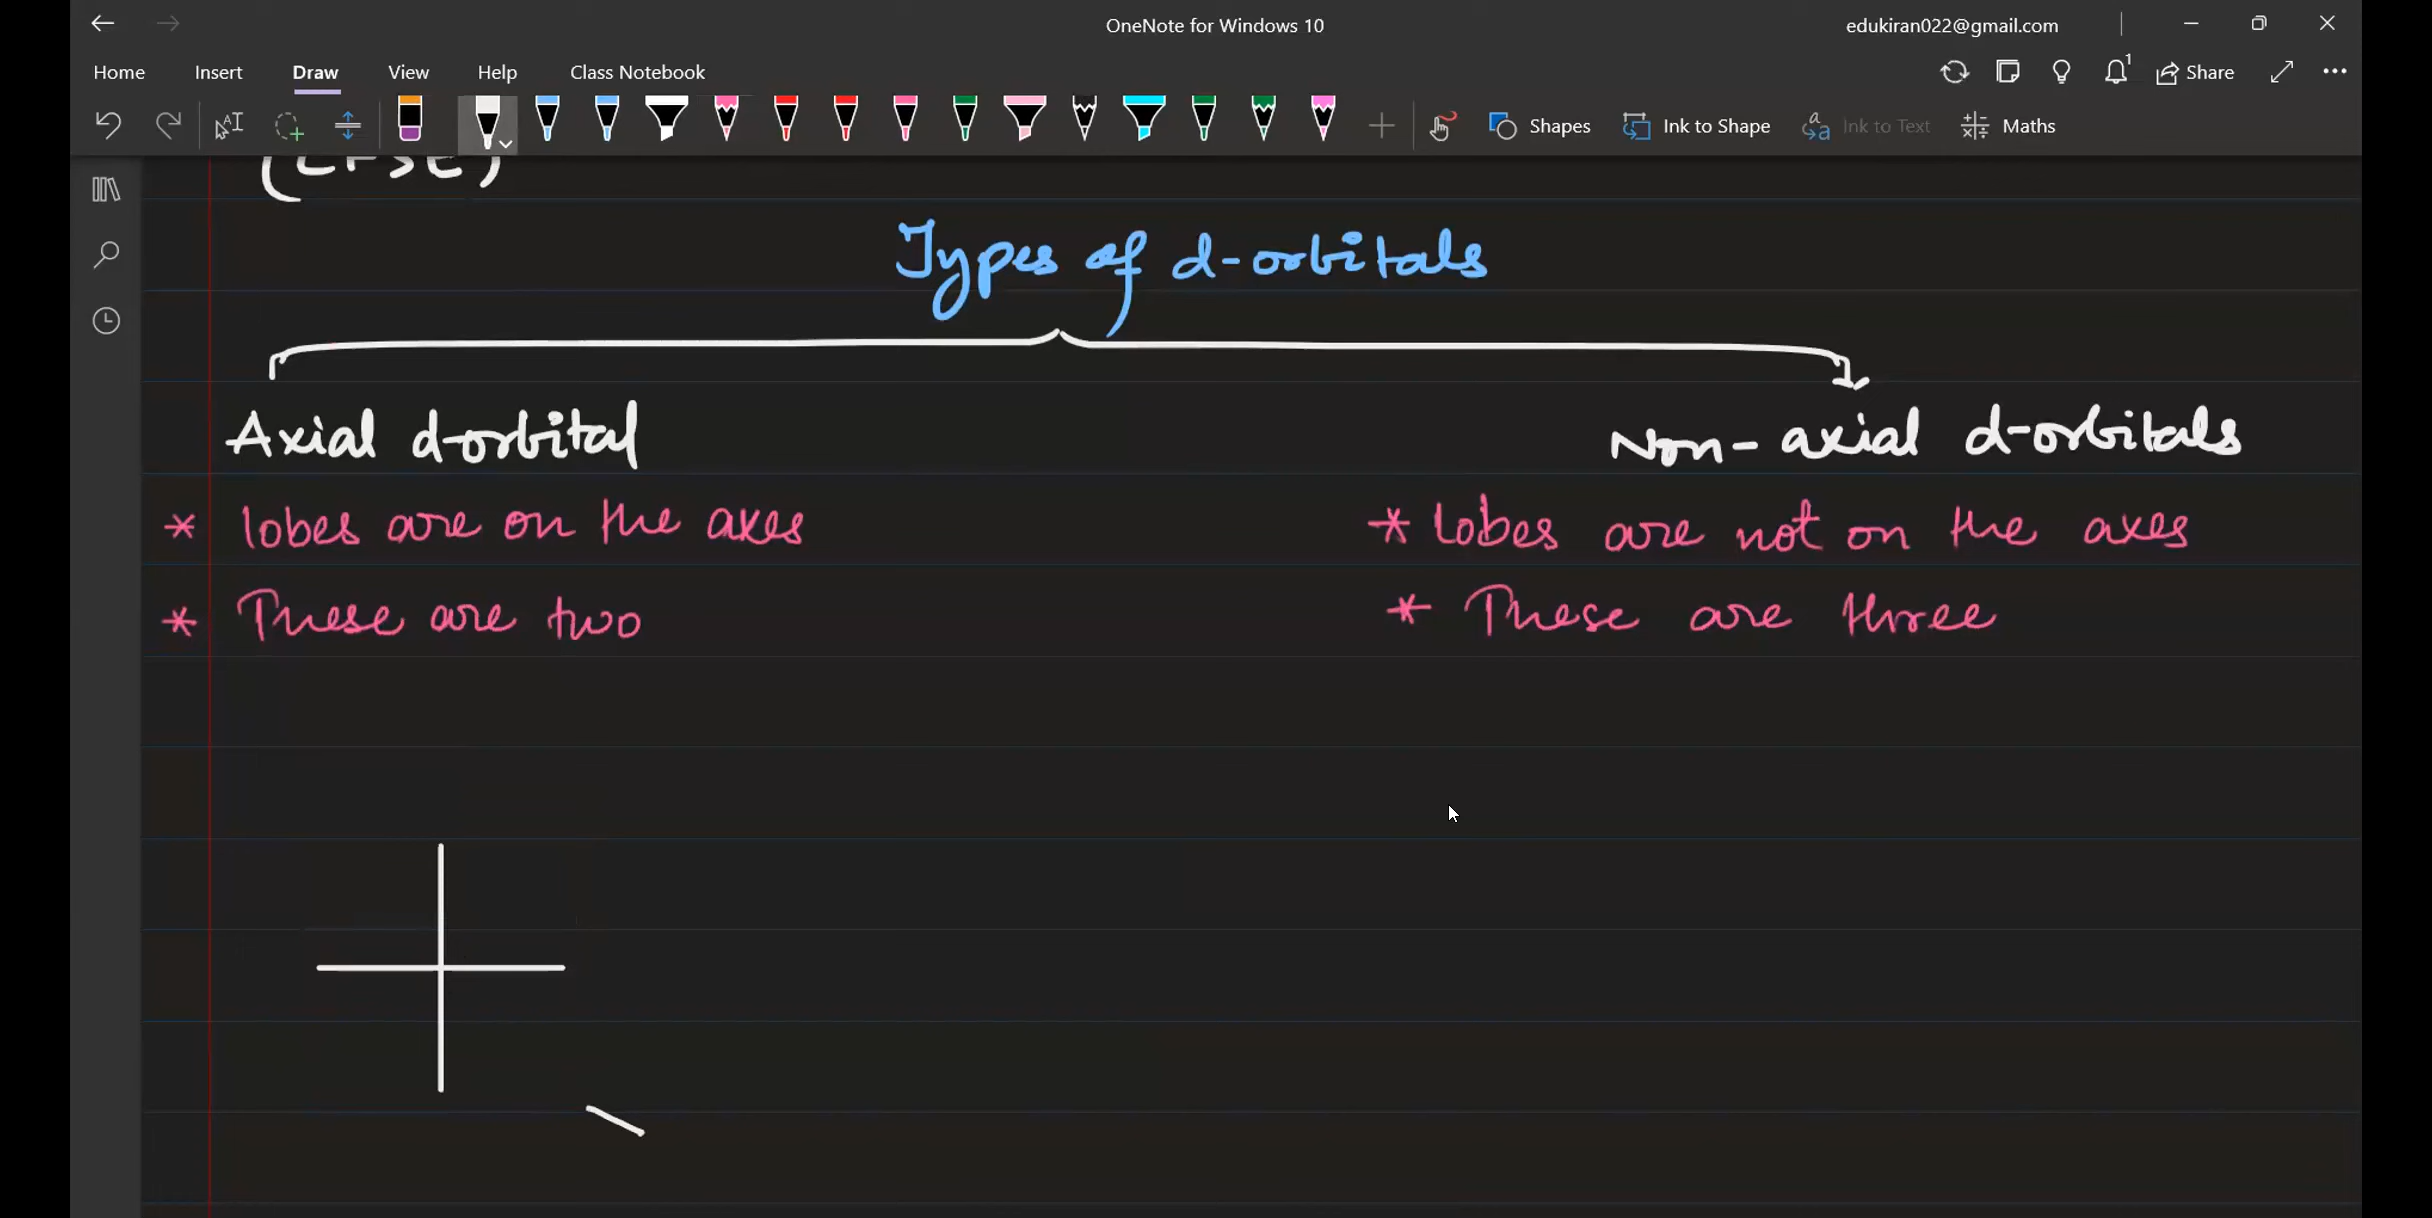 OneNote for Windows 10 edukiran022@gmail.com
Home Insert Draw View Help Class Notebook 1 Share
Shapes Ink to Shape Ink to Text Maths
Types of d-orbitals
Axial d-orbital Non-axial d-orbitals
* lobes are on the axes * lobes are not on the axes
* These are two * These are three